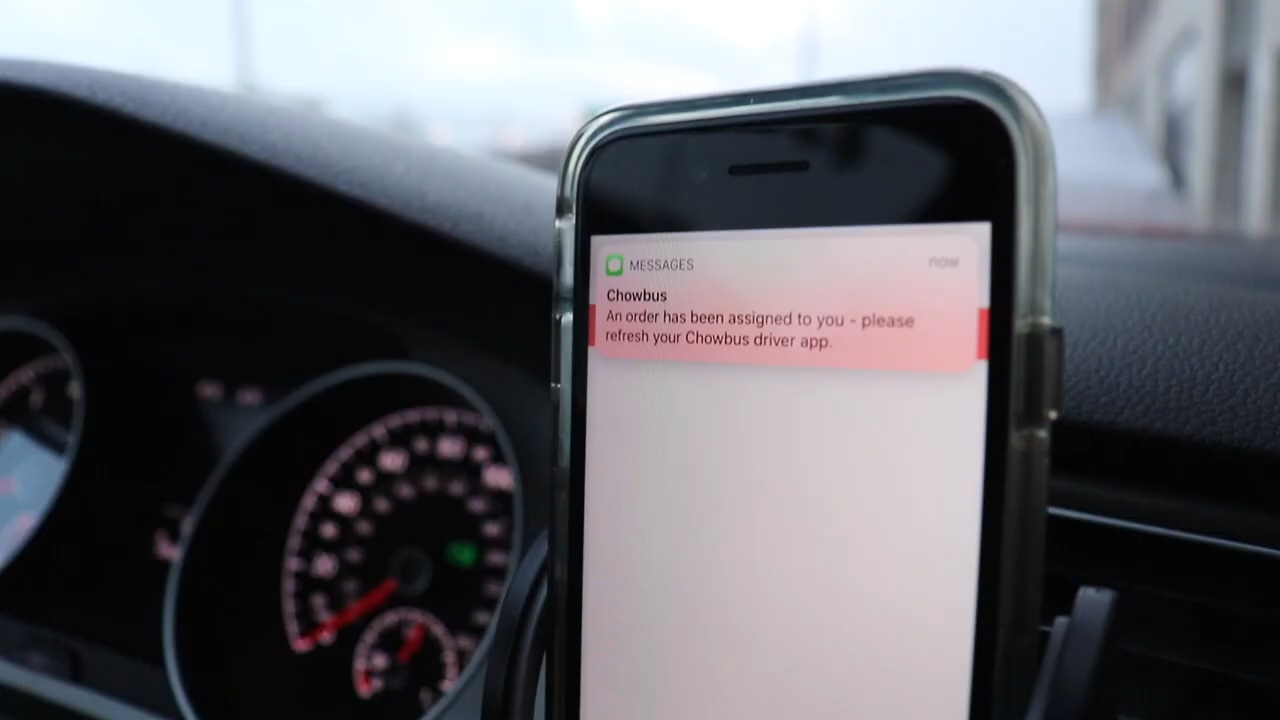 MESSAGES
now
Chowbus
An order has been assigned to you - please
refresh your Chowbus driver app.